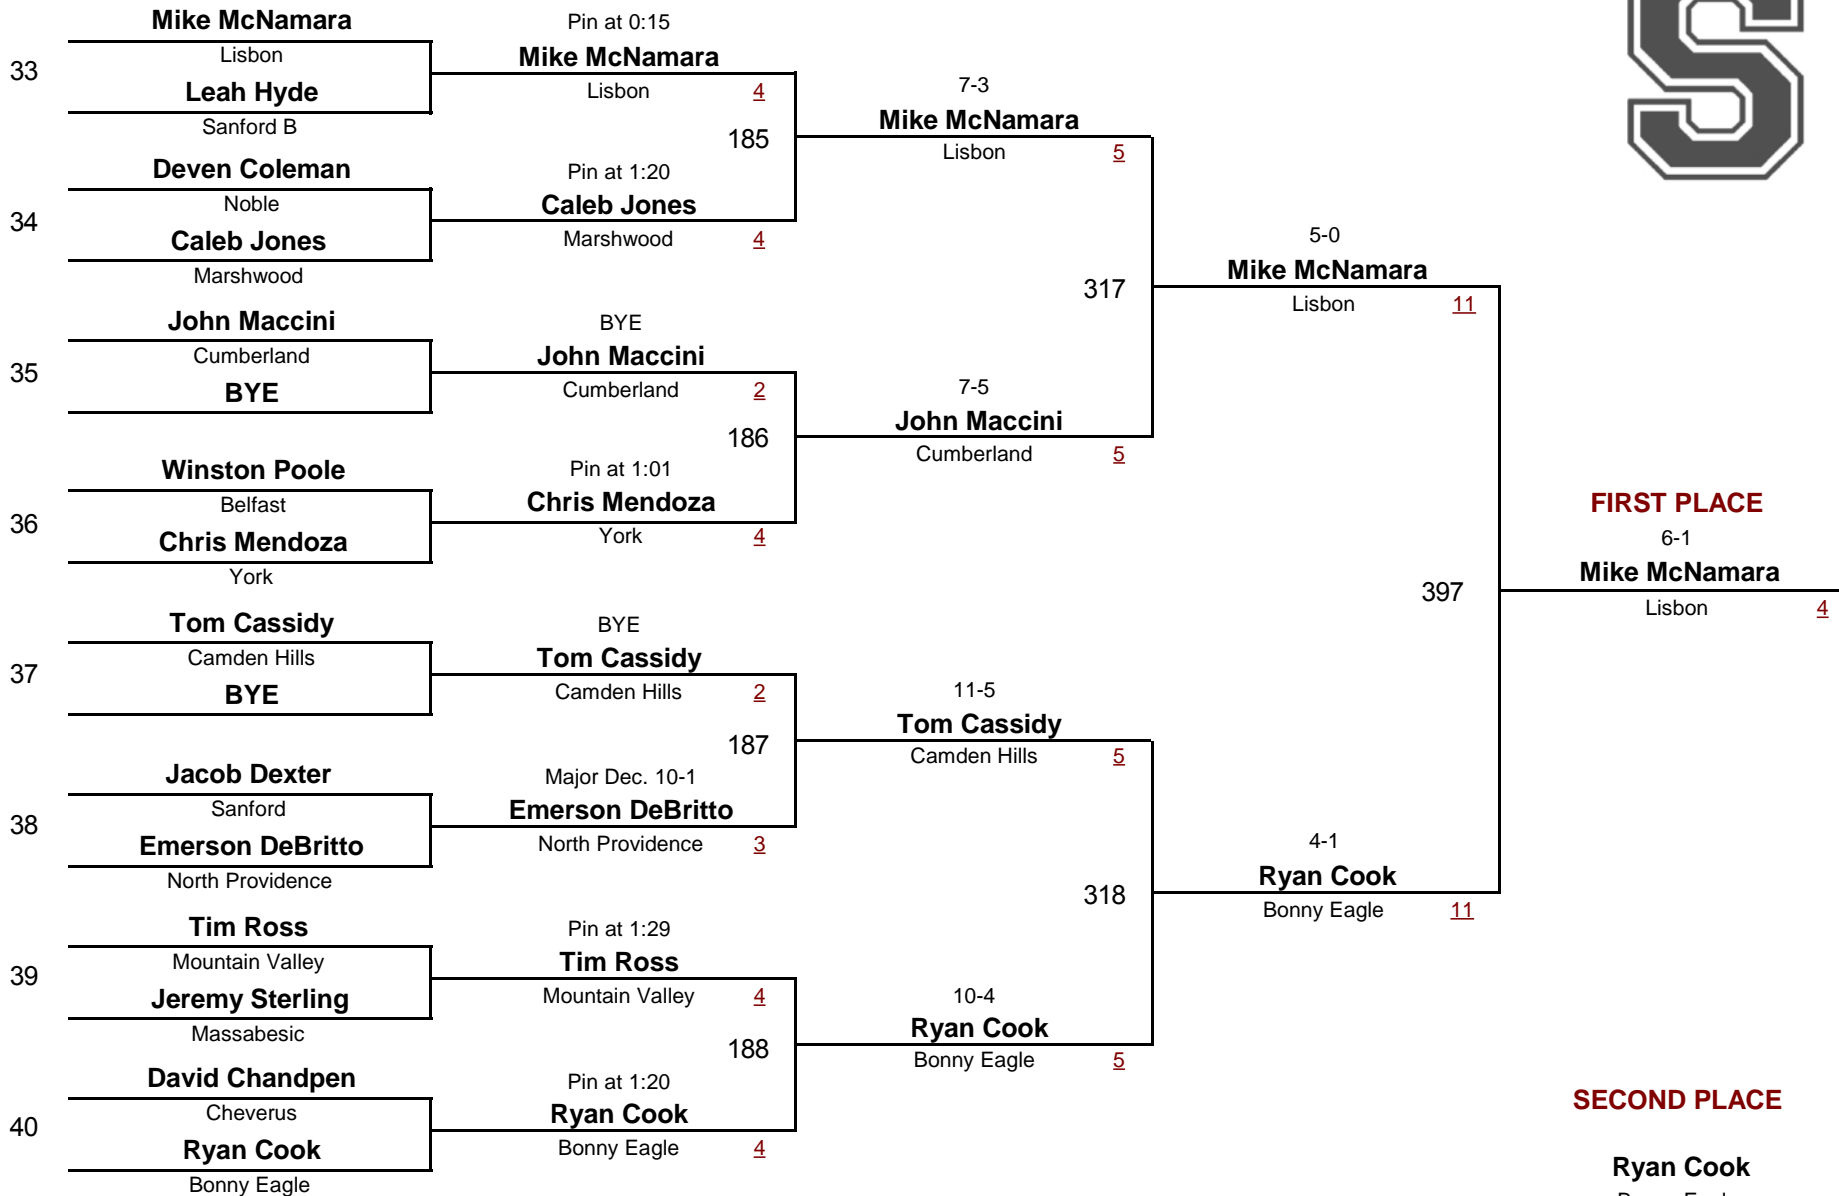 Mike McNamara
Lisbon
33
Leah Hyde
Sanford B
Deven Coleman
Noble
34
Caleb Jones
Marshwood
John Maccini
Cumberland
35
BYE
Winston Poole
Belfast
36
Chris Mendoza
York
Tom Cassidy
Camden Hills
37
BYE
Jacob Dexter
Sanford
38
Emerson DeBritto
North Providence
Tim Ross
Mountain Valley
39
Jeremy Sterling
Massabesic
David Chandpen
Cheverus
40
Ryan Cook
Bonny Eagle
Pin at 0:15
Mike McNamara
Lisbon 4
185
Pin at 1:20
Caleb Jones
Marshwood 4
BYE
John Maccini
Cumberland 2
186
Pin at 1:01
Chris Mendoza
York 4
BYE
Tom Cassidy
Camden Hills 2
187
Major Dec. 10-1
Emerson DeBritto
North Providence 3
Pin at 1:29
Tim Ross
Mountain Valley 4
188
Pin at 1:20
Ryan Cook
Bonny Eagle 4
7-3
Mike McNamara
Lisbon 5
317
7-5
John Maccini
Cumberland 5
11-5
Tom Cassidy
Camden Hills 5
318
10-4
Ryan Cook
Bonny Eagle 5
5-0
Mike McNamara
Lisbon 11
397
4-1
Ryan Cook
Bonny Eagle 11
S
FIRST PLACE
6-1
Mike McNamara
Lisbon 4
SECOND PLACE
Ryan Cook